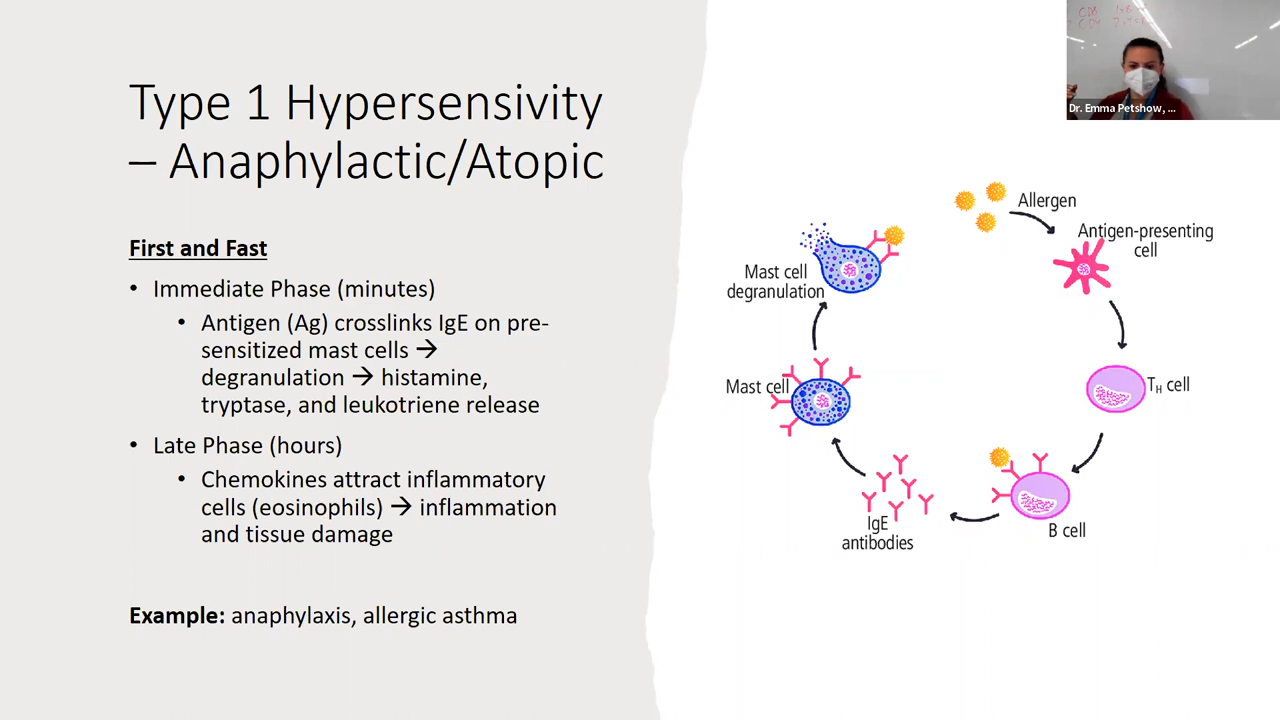 Type 1 Hypersensivity
– Anaphylactic/Atopic
First and Fast
• Immediate Phase (minutes)
• Antigen (Ag) crosslinks IgE on pre-
sensitized mast cells →
degranulation → histamine,
tryptase, and leukotriene release
• Late Phase (hours)
• Chemokines attract inflammatory
cells (eosinophils) → inflammation
and tissue damage
Example: anaphylaxis, allergic asthma
Allergen
Antigen-presenting
cell
TH cell
B cell
IgE
antibodies
Mast cell
Mast cell
degranulation
Dr. Emma Petshow, ...